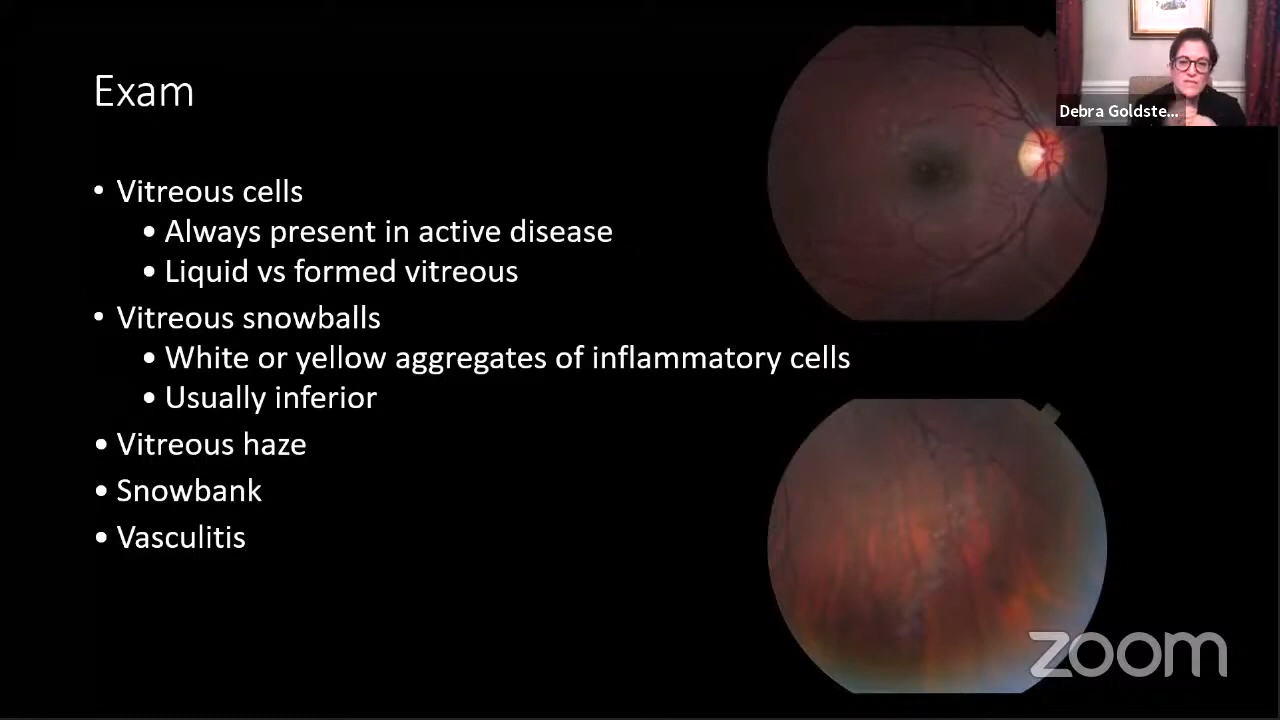 Exam
Debra Goldste...
• Vitreous cells
• Always present in active disease
• Liquid vs formed vitreous
• Vitreous snowballs
• White or yellow aggregates of inflammatory cells
• Usually inferior
• Vitreous haze
• Snowbank
• Vasculitis
zoom